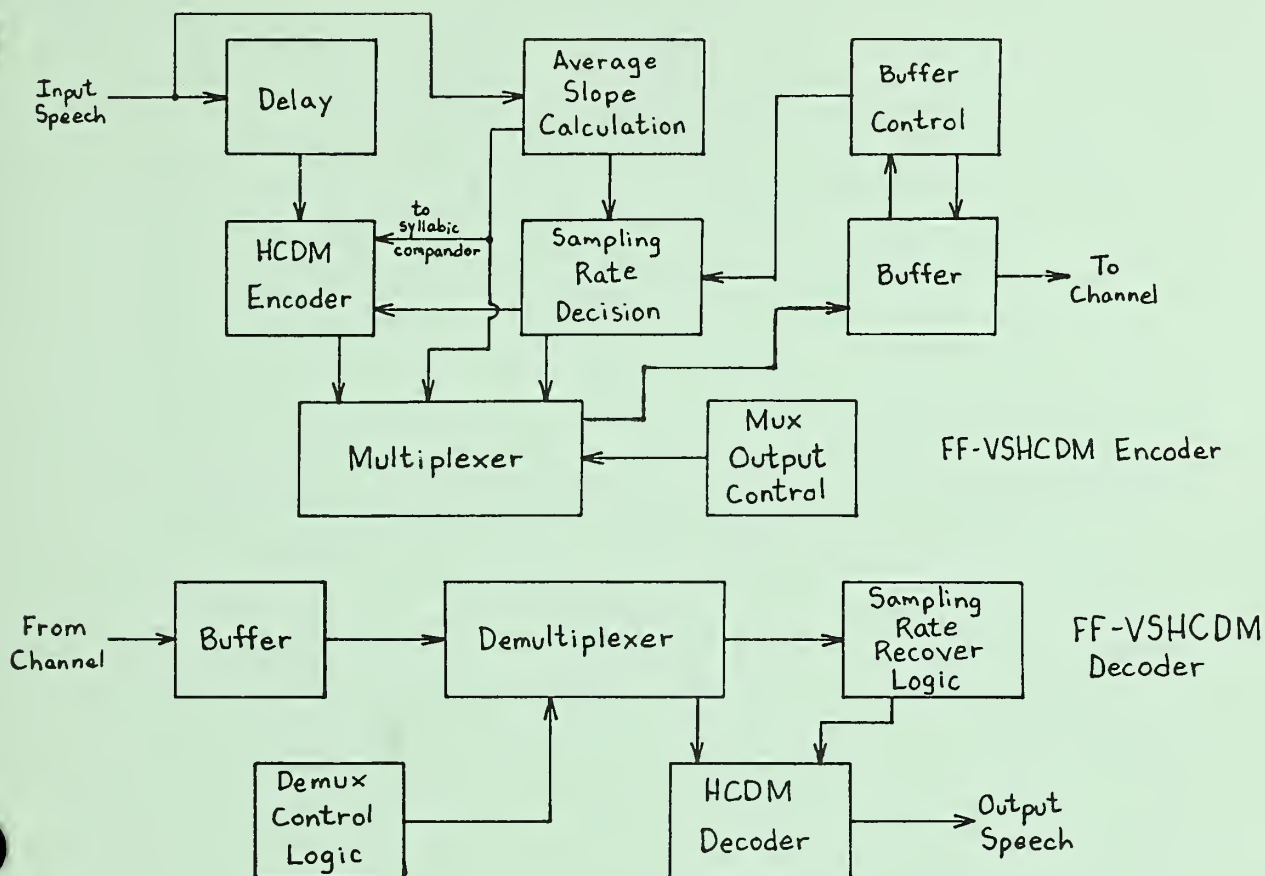 Input
Speech
Delay
Average
Slope
Calculation
Buffer
Control
HCDM
Encoder
to
syllabic
compandor
Sampling
Rate
Decision
Buffer
To
Channel
Multiplexer
Mux
Output
Control
FF-VSHCDM Encoder
From
Channel
Buffer
Demultiplexer
Sampling
Rate
Recover
Logic
FF-VSHCDM
Decoder
Demux
Control
Logic
HCDM
Decoder
Output
Speech